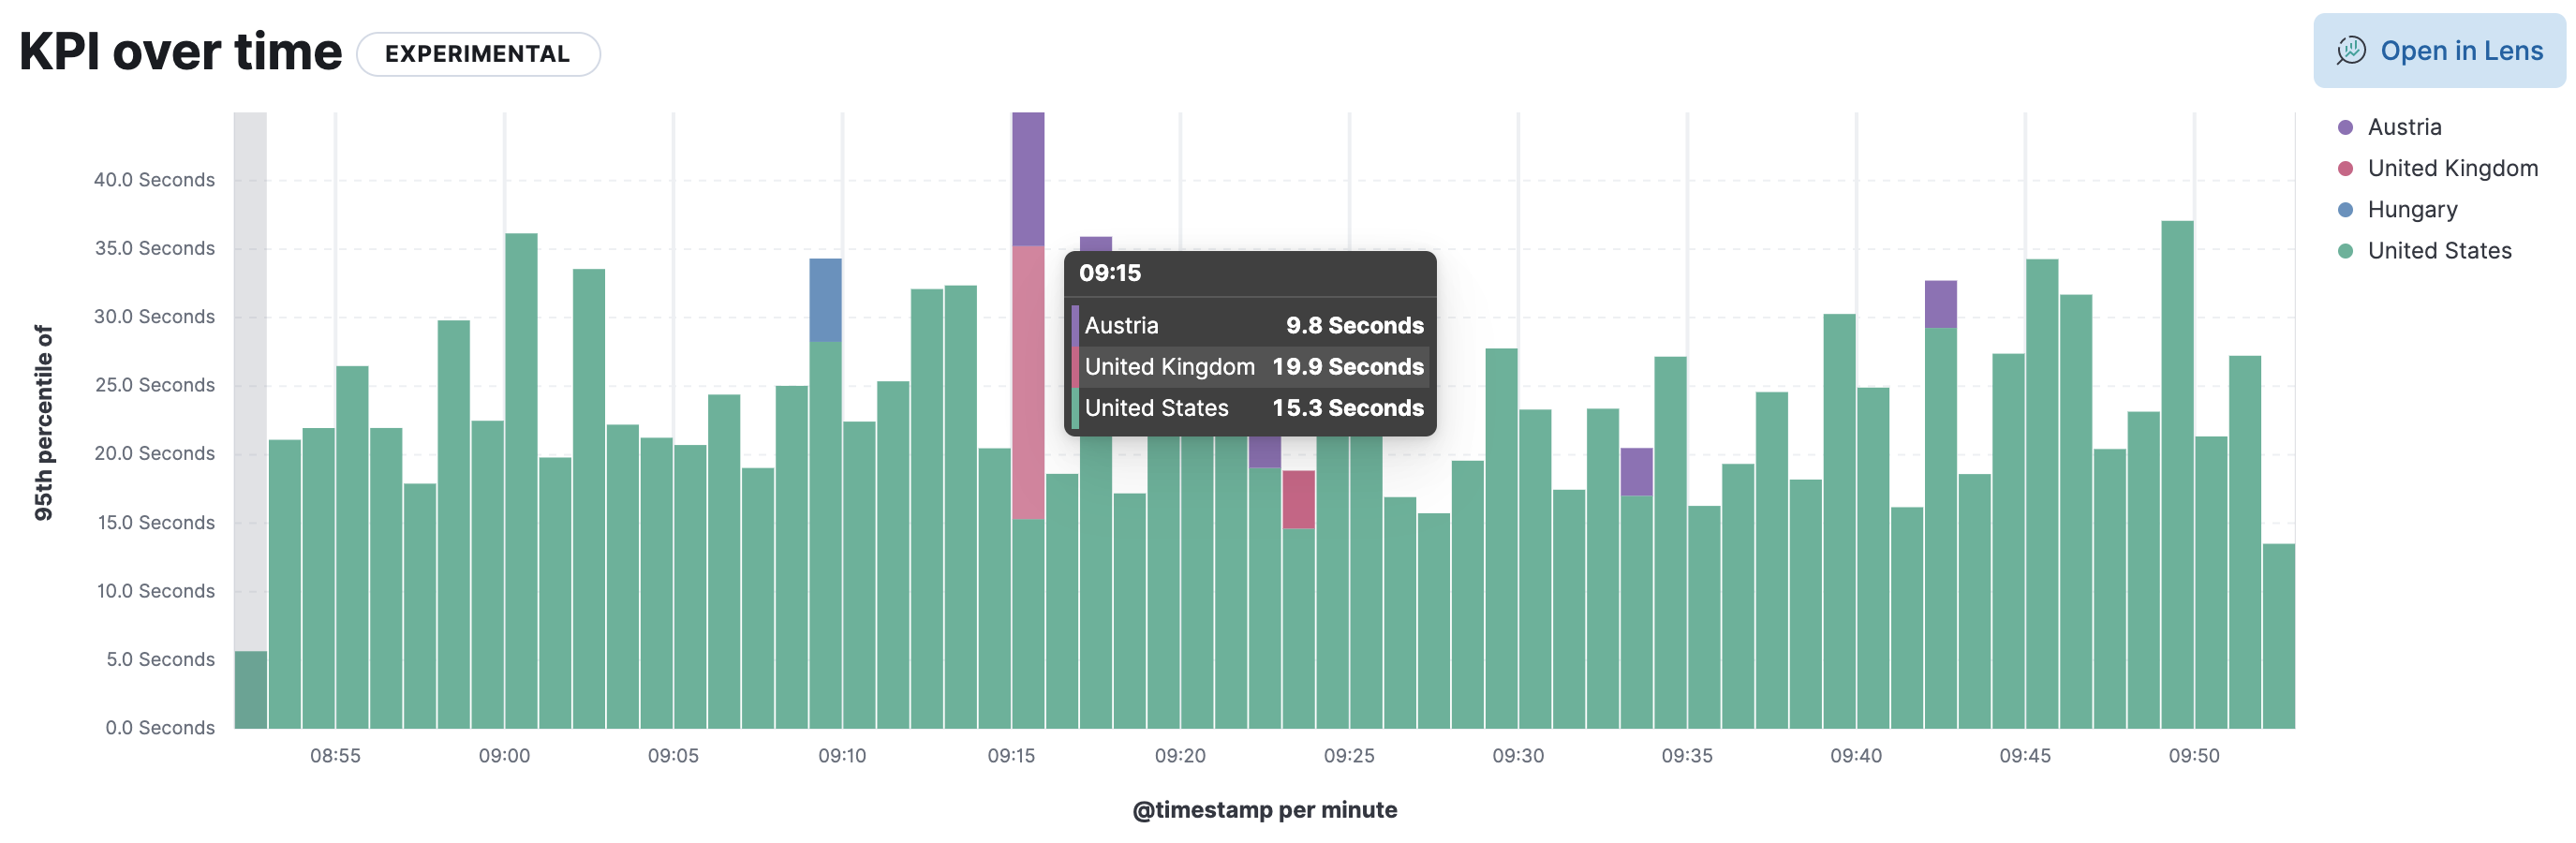 KPI over time
EXPERIMENTAL
Open in Lens
Austria
United Kingdom
Hungary
United States
95th percentile of
40.0 Seconds
35.0 Seconds
30.0 Seconds
25.0 Seconds
20.0 Seconds
15.0 Seconds
10.0 Seconds
5.0 Seconds
0.0 Seconds
09:15
Austria 9.8 Seconds
United Kingdom 19.9 Seconds
United States 15.3 Seconds
08:55 09:00 09:05 09:10 09:15 09:20 09:25 09:30 09:35 09:40 09:45 09:50
@timestamp per minute